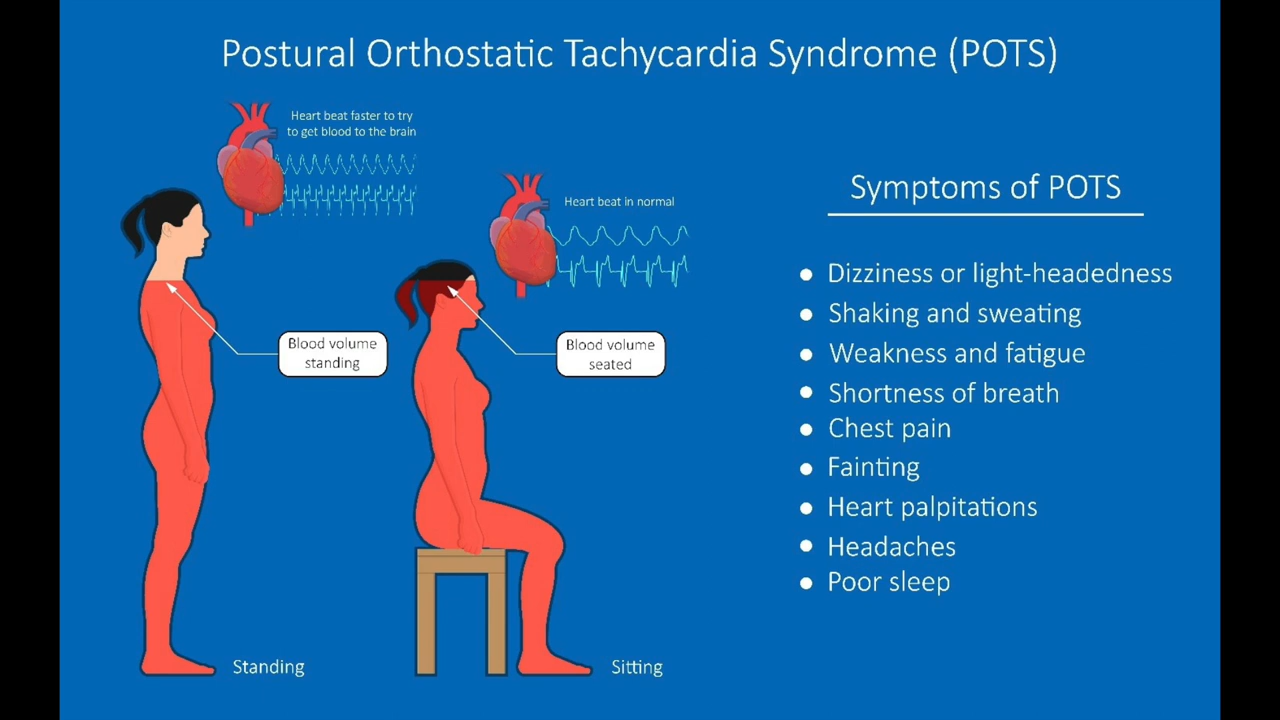 Postural Orthostatic Tachycardia Syndrome (POTS)
Heart beat faster to try
to get blood to the brain
Heart beat in normal
Blood volume
standing
Blood volume
seated
Standing
Sitting
Symptoms of POTS
Dizziness or light-headedness
Shaking and sweating
Weakness and fatigue
Shortness of breath
Chest pain
Fainting
Heart palpitations
Headaches
Poor sleep